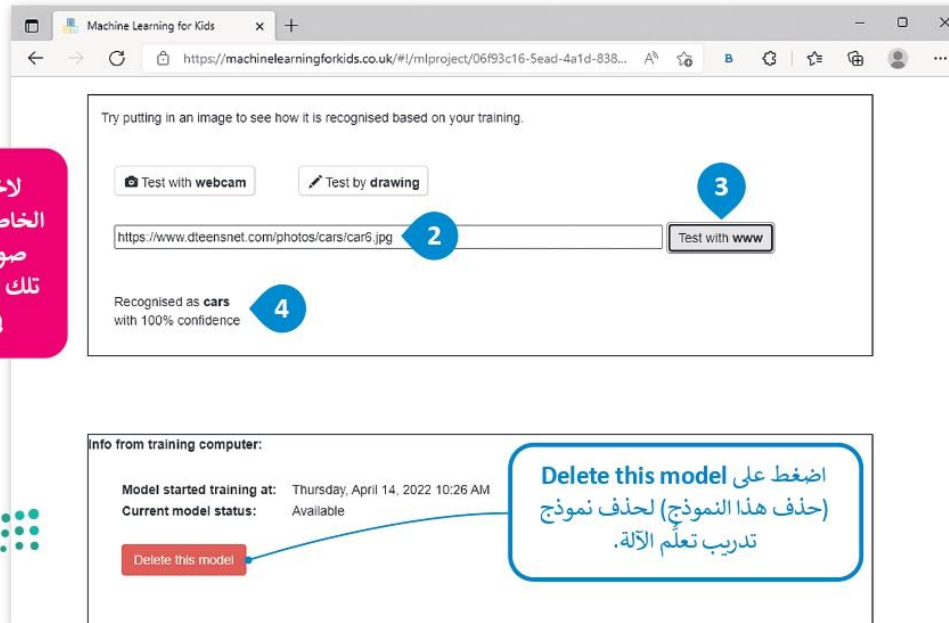 Machine Learning for Kids
https://machinelearningforkids.co.uk/#!/mlproject/06f93c16-5ead-4a1d-838...
Try putting in an image to see how it is recognised based on your training.
Test with webcam
Test by drawing
3
https://www.dteensnet.com/photos/cars/car6.jpg
2
Test with www
Recognised as cars
with 100% confidence
4
تلك
Info from training computer:
Model started training at: Thursday, April 14, 2022 10:26 AM
Current model status: Available
Delete this model
اضغط على Delete this model
(حذف هذا النموذج) لحذف نموذج
تدريب تعلُّم الآلة.